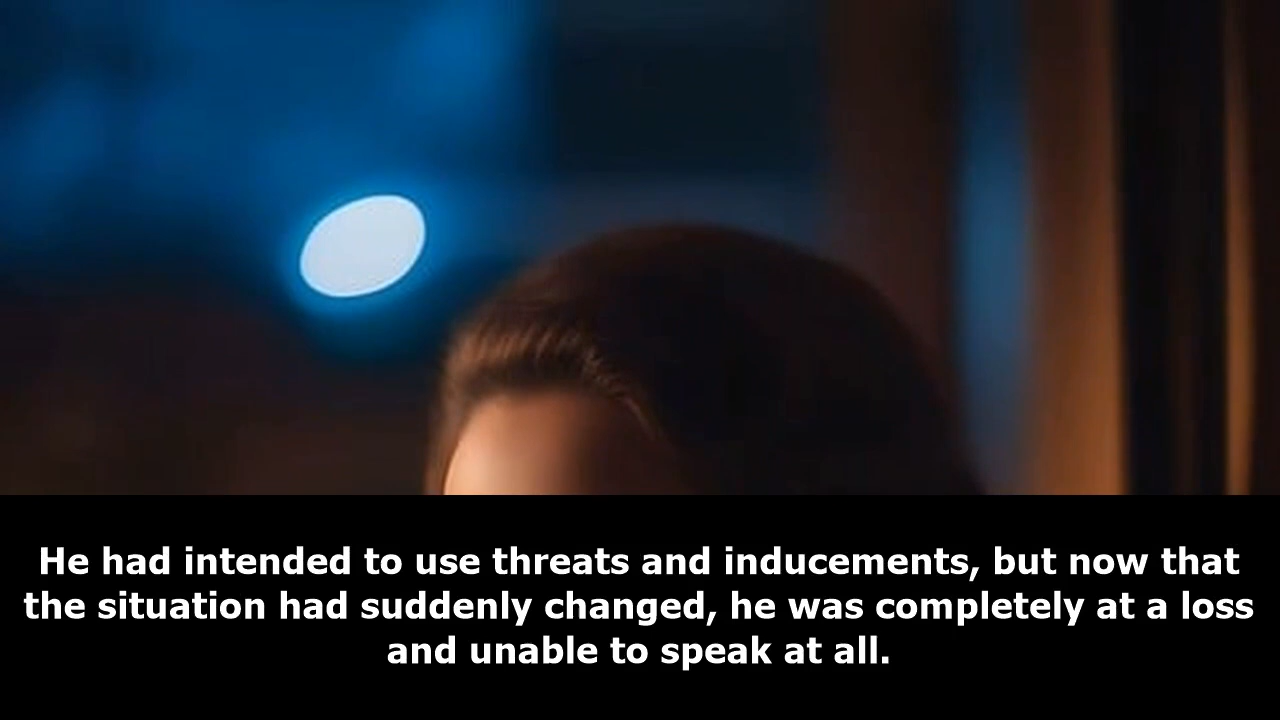 He had intended to use threats and inducements, but now that
the situation had suddenly changed, he was completely at a loss
and unable to speak at all.